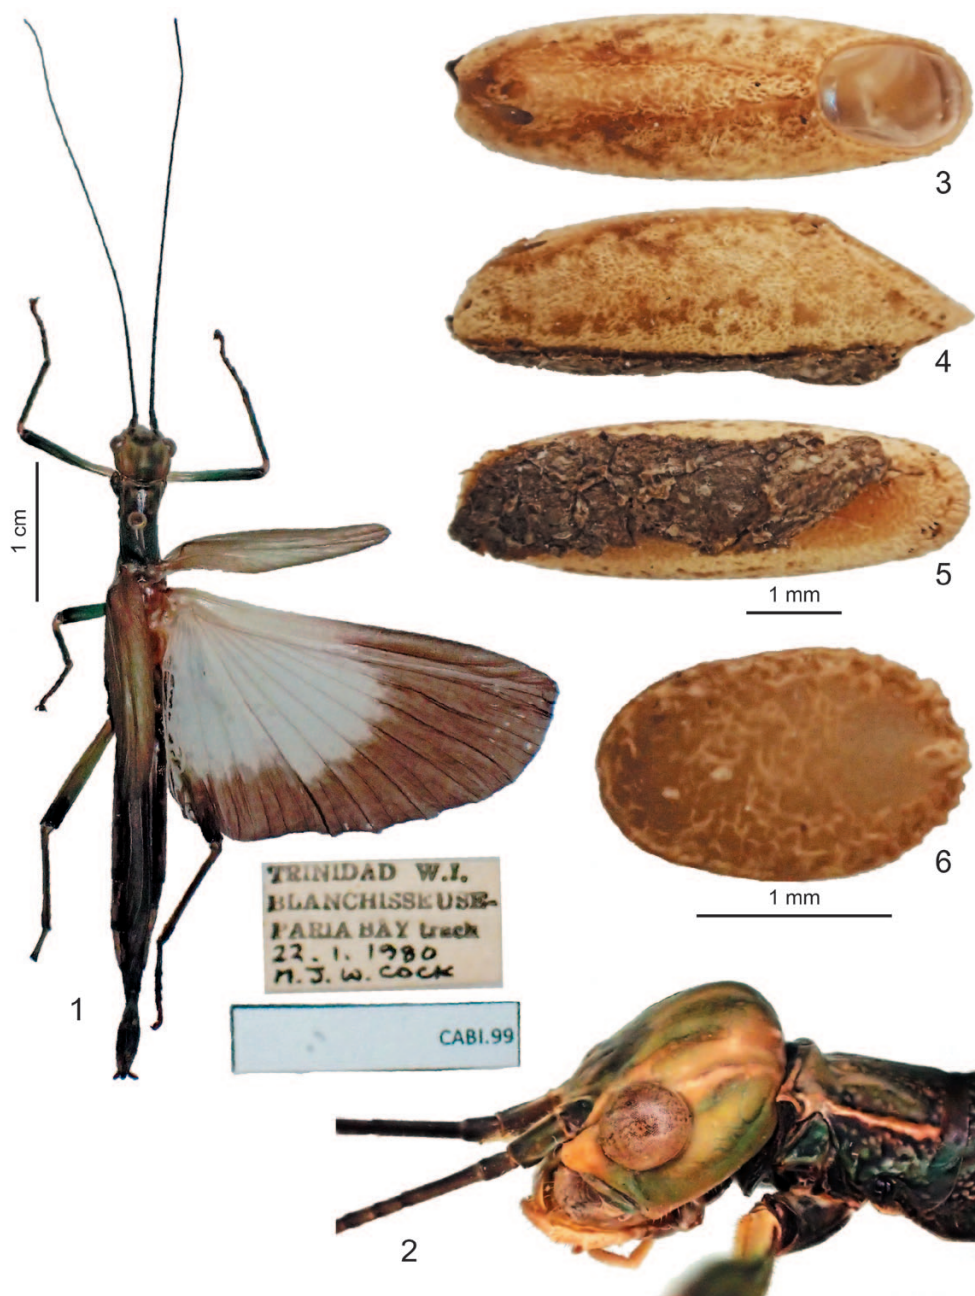 3
4
1 cm
5
1 mm
6
1 mm
TRINIDAD W.I.
BLANCHISSEUSE-
PARIA BAY track
22.1.1980
M.J.W. COCK
1
CABI.99
2